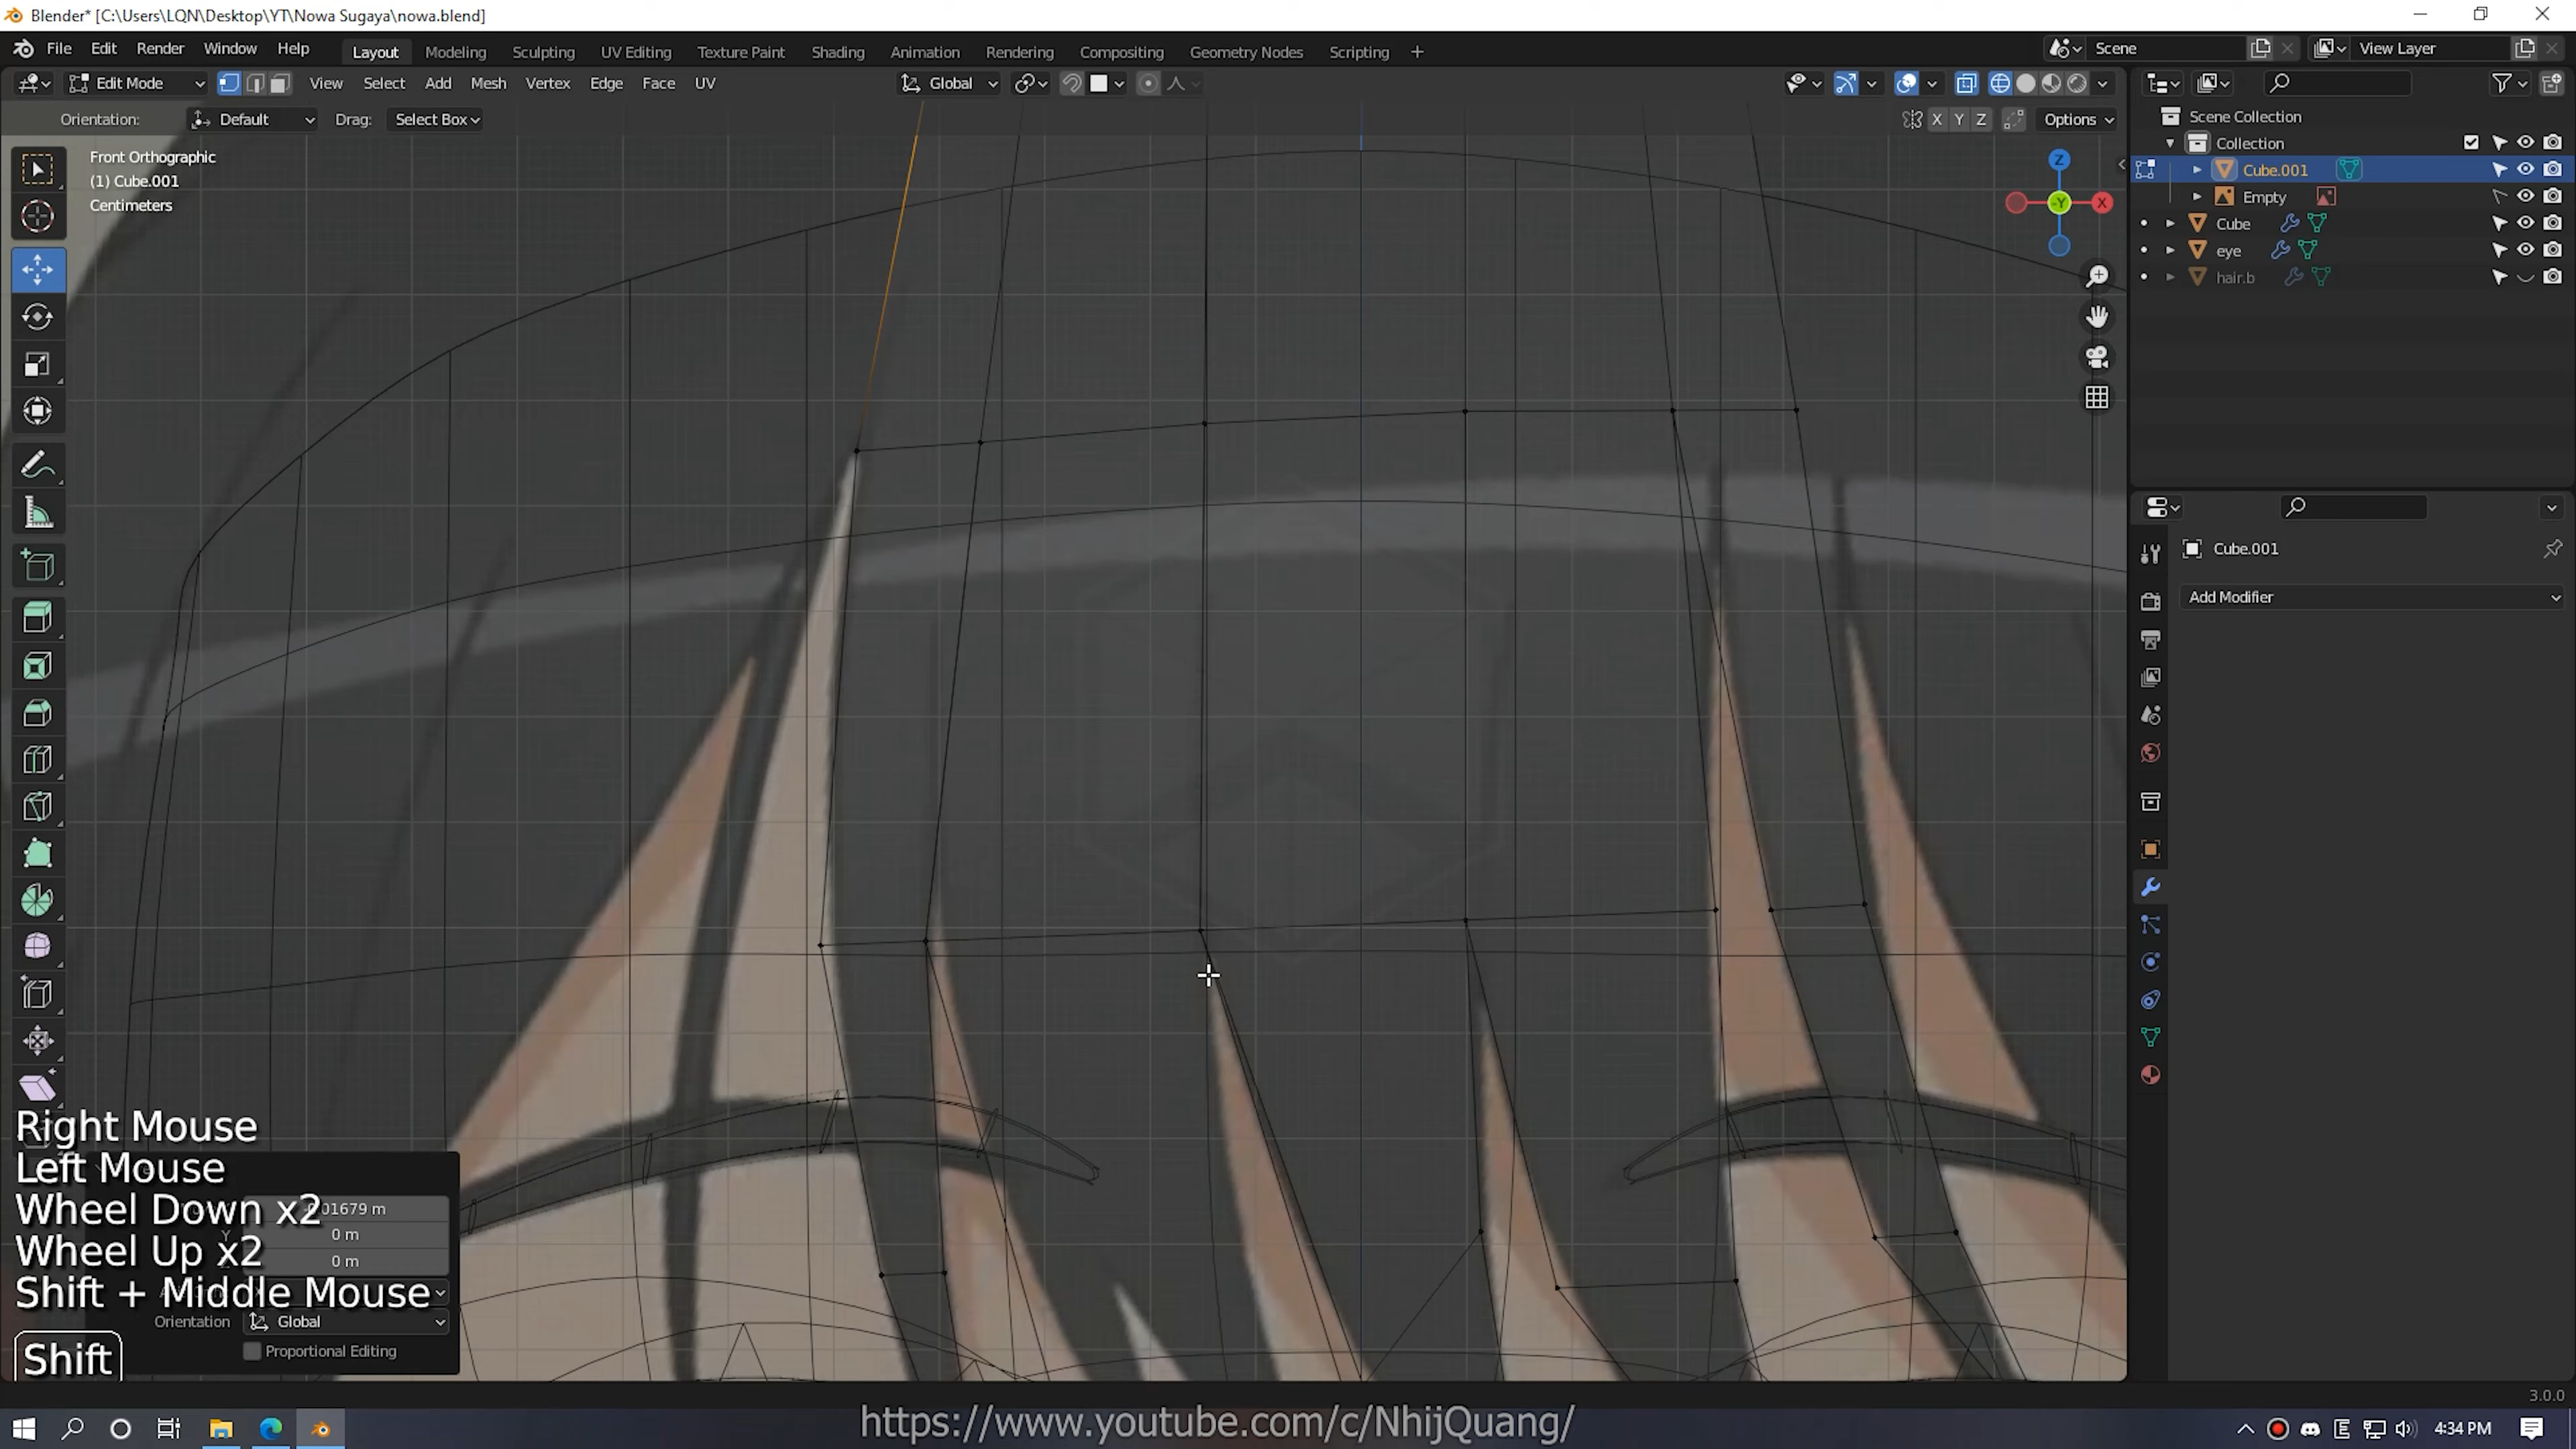 Blender* [C:\Users\LQN\Desktop\YT\Nowa Sugaya\nowa.blend]
File Edit Render Window Help Layout Modeling Sculpting UV Editing Texture Paint Shading Animation Rendering Compositing Geometry Nodes Scripting + Scene View Layer
Edit Mode View Select Add Mesh Vertex Edge Face UV Global
Orientation: Default Drag: Select Box X Y Z Options
Scene Collection
Collection
Cube.001
Empty
Cube
eye
hair.b
Front Orthographic
(1) Cube.001
Centimeters
Z
-Y
X
Cube.001
Add Modifier
Right Mouse
Left Mouse
Wheel Down x2
01679 m
Y 0 m
Wheel Up x2
0 m
Shift + Middle Mouse
Orientation Global
Shift
Proportional Editing
3.0.0
https://www.youtube.com/c/NhijQuang/
4:34 PM